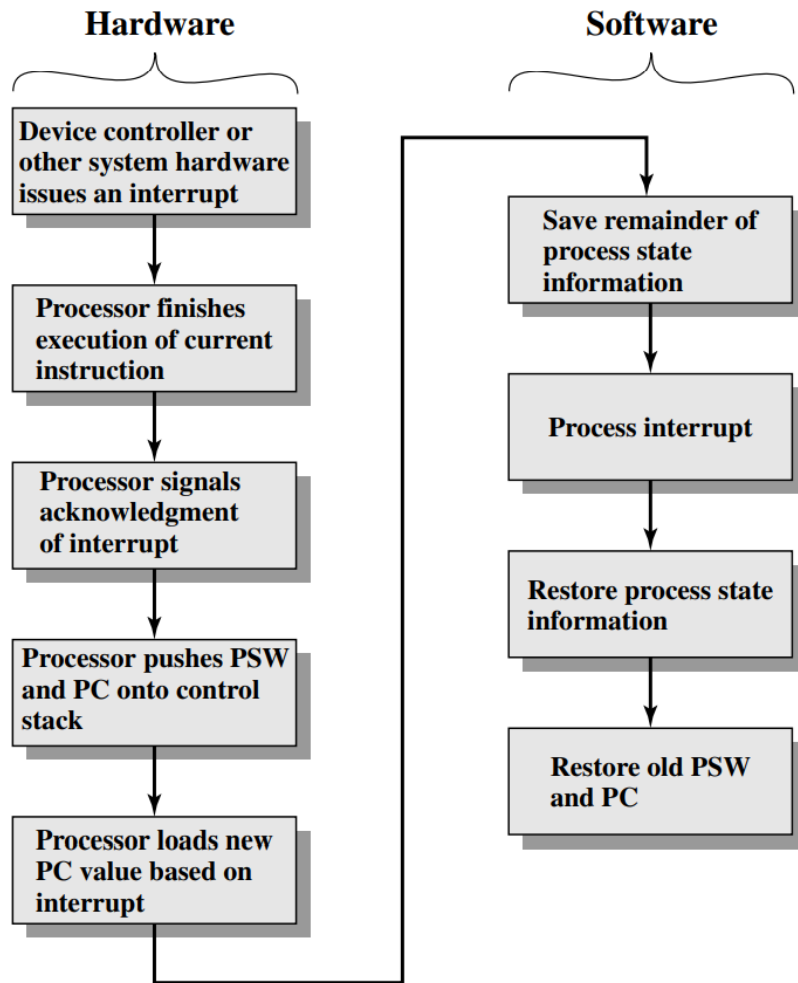 Hardware
Device controller or
other system hardware
issues an interrupt
Processor finishes
execution of current
instruction
Processor signals
acknowledgment
of interrupt
Processor pushes PSW
and PC onto control
stack
Processor loads new
PC value based on
interrupt
Software
Save remainder of
process state
information
Process interrupt
Restore process state
information
Restore old PSW
and PC